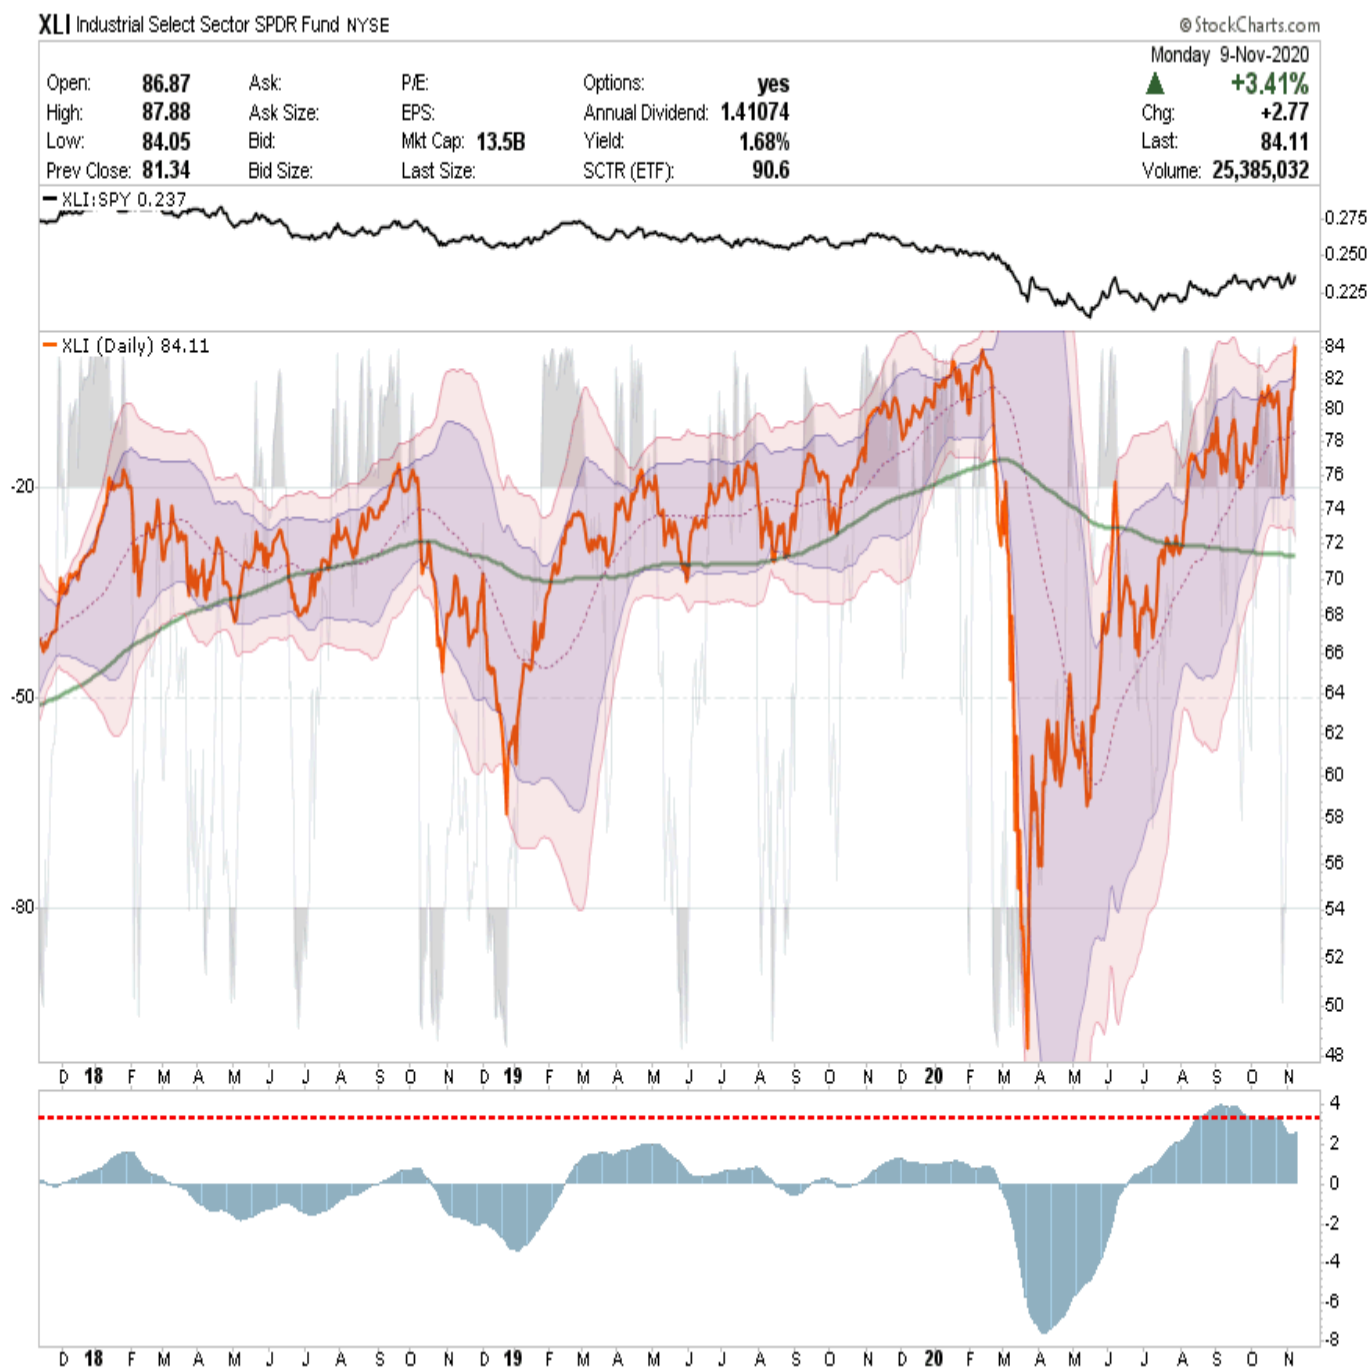 XLI Industrial Select Sector SPDR Fund NYSE
© StockCharts.com
Monday 9-Nov-2020
Open: 86.87 Ask: P/E: Options: yes +3.41%
High: 87.88 Ask Size: EPS: Annual Dividend: 1.41074 Chg: +2.77
Low: 84.05 Bid: Mkt Cap: 13.5B Yield: 1.68% Last: 84.11
Prev Close: 81.34 Bid Size: Last Size: SCTR (ETF): 90.6 Volume: 25,385,032
XLI:SPY 0.237
0.275
0.250
0.225
XLI (Daily) 84.11
84
82
80
78
-20 76
74
72
70
68
66
-50 64
62
60
58
56
-80 54
52
50
48
D 18 F M A M J J A S O N D 19 F M A M J J A S O N D 20 F M A M J J A S O N
4
2
0
-2
-4
-6
-8
D 18 F M A M J J A S O N D 19 F M A M J J A S O N D 20 F M A M J J A S O N